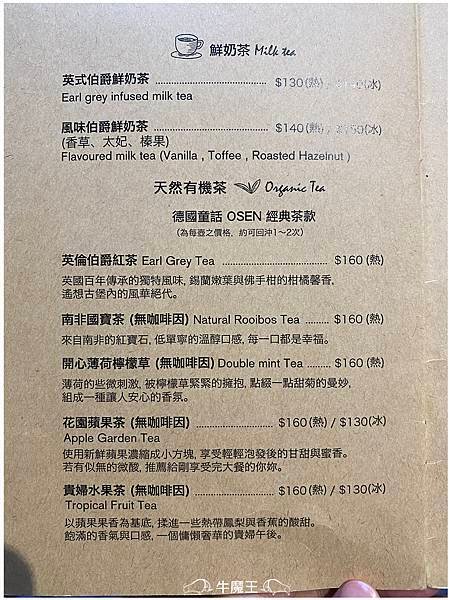 鮮奶茶 Milk tea
英式伯爵鮮奶茶 ........................ $130(熱) / $140(冰)
Earl grey infused milk tea
風味伯爵鮮奶茶 ........................ $140(熱) / $150(冰)
(香草、太妃、榛果)
Flavoured milk tea (Vanilla , Toffee , Roasted Hazelnut )
天然有機茶 Organic Tea
德國童話 OSEN 經典茶款
(為每壺之價格, 約可回沖1～2次)
英倫伯爵紅茶 Earl Grey Tea ........................ $160 (熱)
英國百年傳承的獨特風味, 錫蘭嫩葉與佛手柑的柑橘馨香,
遙想古堡內的風華絕代。
南非國寶茶 (無咖啡因) Natural Rooibos Tea ......... $160 (熱)
來自南非的紅寶石, 低單寧的溫醇口感, 每一口都是幸福。
開心薄荷檸檬草 (無咖啡因) Double mint Tea ........ $160 (熱)
薄荷的些微刺激, 被檸檬草緊緊的擁抱, 點綴一點甜菊的曼妙,
組成一種讓人安心的香氛。
花園蘋果茶 (無咖啡因) ........................ $160(熱) / $130(冰)
Apple Garden Tea
使用新鮮蘋果濃縮成小方塊, 享受輕輕泡發後的甘甜與蜜香。
若有似無的微酸, 推薦給剛享受完大餐的你妳。
貴婦水果茶 (無咖啡因) ........................ $160(熱) / $130(冰)
Tropical Fruit Tea
以蘋果果香為基底, 揉進一些熱帶鳳梨與香蕉的酸甜。
飽滿的香氣與口感, 一個慵懶奢華的貴婦午後。
牛魔王